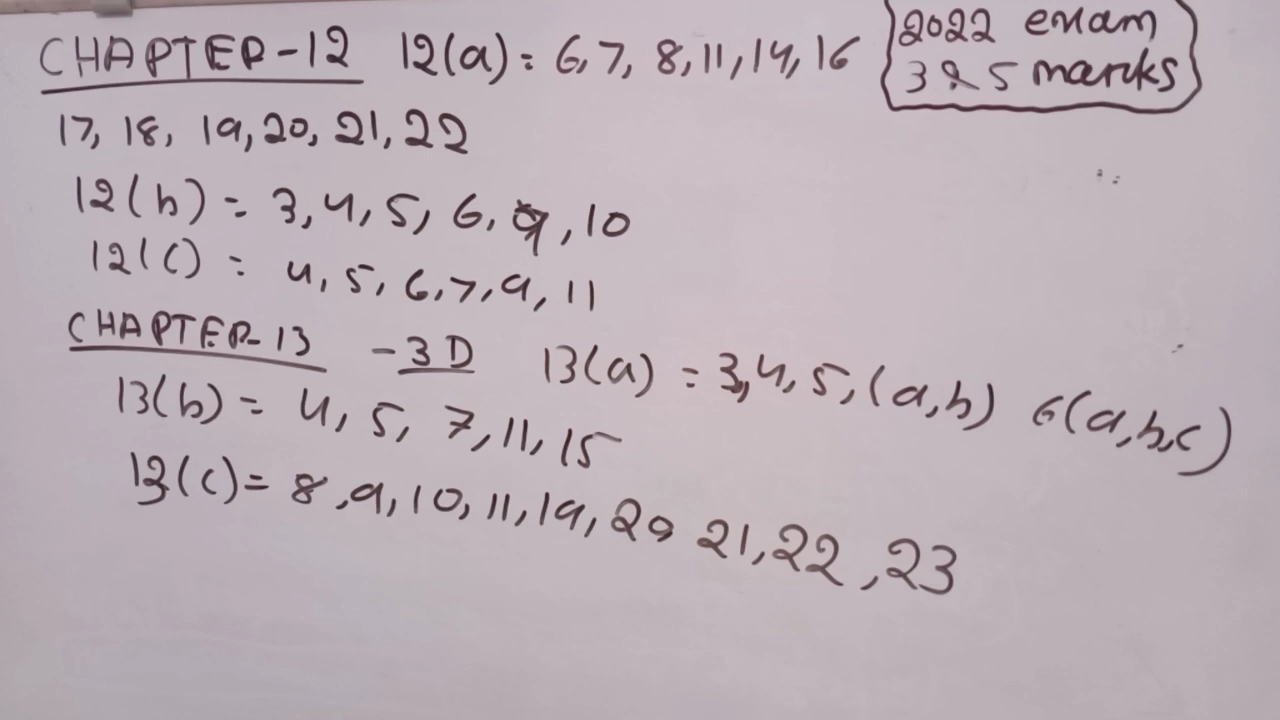 CHAPTER-12 12(a) = 6, 7, 8, 11, 14, 16
2022 exam
3 & 5 marks
17, 18, 19, 20, 21, 22
12(b) = 3, 4, 5, 6, 9, 10
12(c) = 4, 5, 6, 7, 9, 11
CHAPTER-13 -3D 13(a) = 3, 4, 5, (a,b) 6(a,b,c)
13(b) = 4, 5, 7, 11, 15
13(c) = 8, 9, 10, 11, 19, 20 21, 22, 23